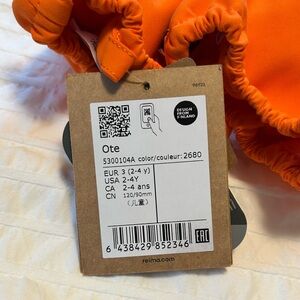 DESIGN
FROM
FINLAND
Ote
5300104A color/couleur: 2680
EUR 3 (2-4 y)
USA 2-4Y
CA 2-4 ans
CN 120/90mm
(儿童)
6 438429 852346
EAC
reima.com